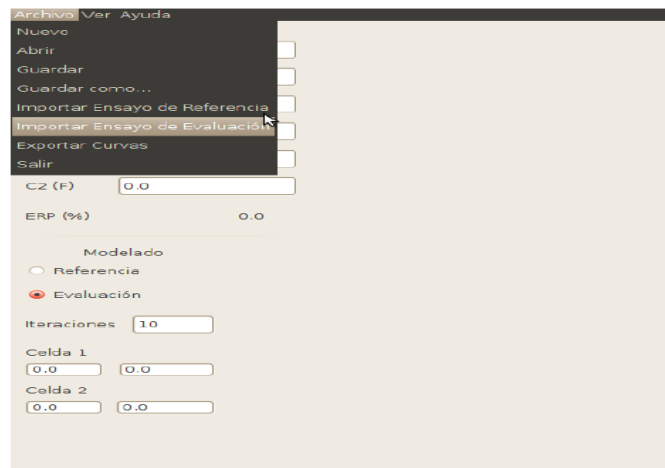 Archivo Ver Ayuda
Nuevo
Abrir
Guardar
Guardar como...
Importar Ensayo de Referencia
Importar Ensayo de Evaluación
Exportar Curvas
Salir
C2 (F) 0.0
ERP (%) 0.0
Modelado
Referencia
Evaluación
Iteraciones 10
Celda 1
0.0 0.0
Celda 2
0.0 0.0